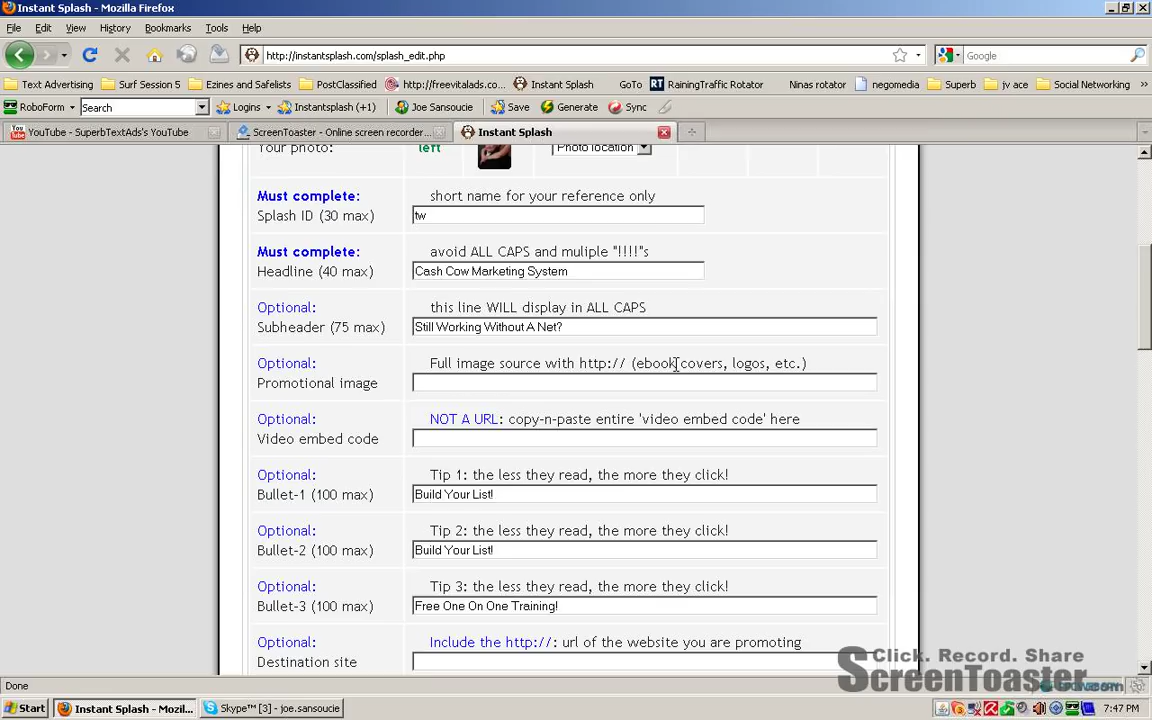 Instant Splash - Mozilla Firefox
File Edit View History Bookmarks Tools Help
http://instantsplash.com/splash_edit.php
Google
Text Advertising Surf Session 5 Ezines and Safelists PostClassified http://freevitalads.com Instant Splash GoTo RT RainingTraffic Rotator Ninas rotator negomedia Superb jv ace Social Networking
RoboForm Search Logins Instantsplash (+1) Joe Sansoucie Save Generate Sync
YouTube - SuperbTextAds's YouTube ScreenToaster - Online screen recorder... Instant Splash
Your photo: left Photo location
Must complete: short name for your reference only
Splash ID (30 max) tw
Must complete: avoid ALL CAPS and muliple "!!!!"s
Headline (40 max) Cash Cow Marketing System
Optional: this line WILL display in ALL CAPS
Subheader (75 max) Still Working Without A Net?
Optional: Full image source with http:// (ebook covers, logos, etc.)
Promotional image
Optional: NOT A URL: copy-n-paste entire 'video embed code' here
Video embed code
Optional: Tip 1: the less they read, the more they click!
Bullet-1 (100 max) Build Your List!
Optional: Tip 2: the less they read, the more they click!
Bullet-2 (100 max) Build Your List!
Optional: Tip 3: the less they read, the more they click!
Bullet-3 (100 max) Free One On One Training!
Optional: Include the http://: url of the website you are promoting
Destination site
Click. Record. Share
ScreenToaster.com
Done
Start Instant Splash - Mozil... Skype™ [3] - joe.sansoucie 7:47 PM